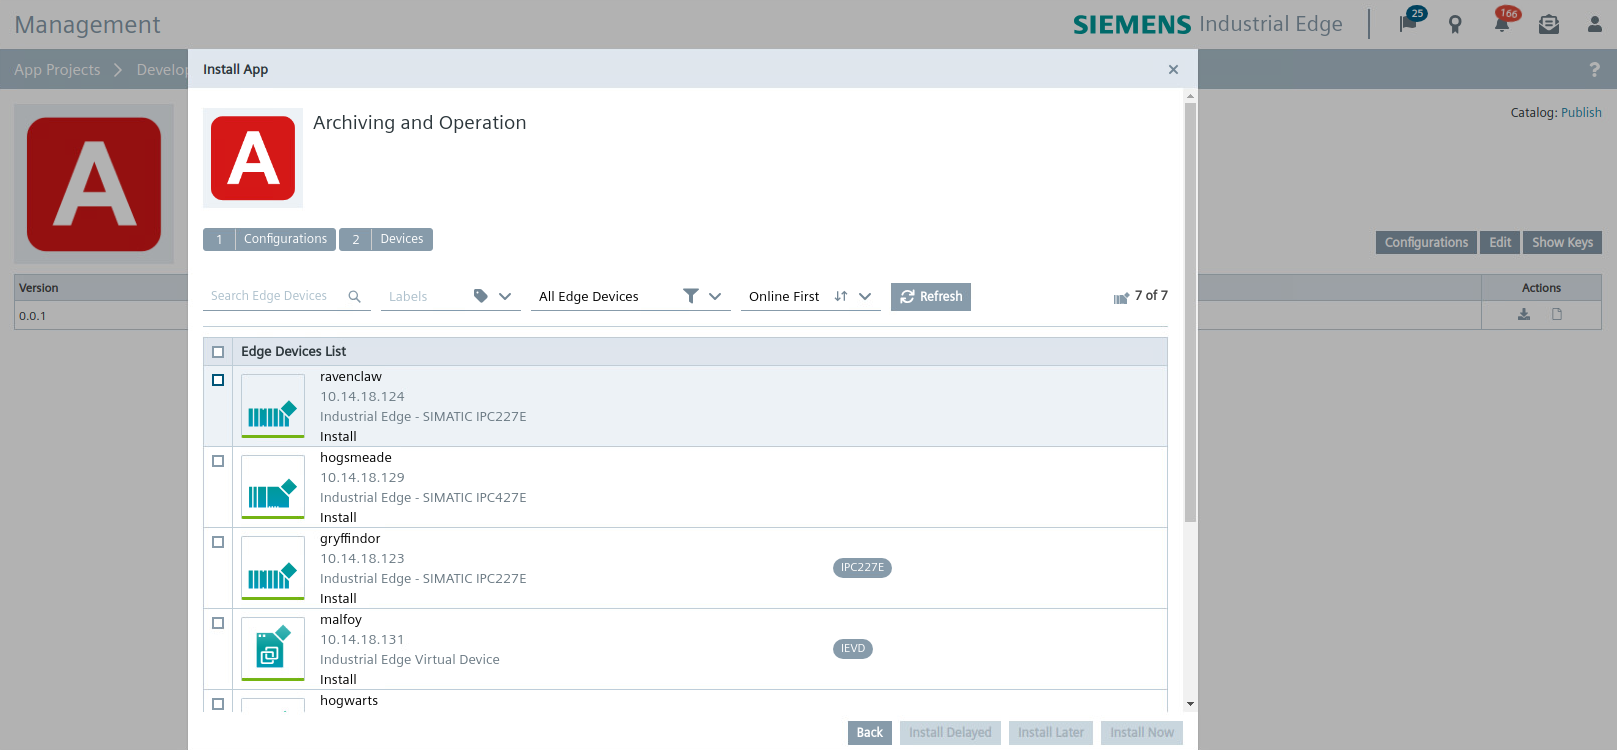 Management
SIEMENS Industrial Edge
25
166
App Projects
Develop
?
Install App
A
A
Archiving and Operation
Catalog: Publish
1 Configurations 2 Devices
Configurations Edit Show Keys
Search Edge Devices Labels All Edge Devices Online First Refresh 7 of 7
Version
Actions
0.0.1
Edge Devices List
ravenclaw
10.14.18.124
Industrial Edge - SIMATIC IPC227E
Install
hogsmeade
10.14.18.129
Industrial Edge - SIMATIC IPC427E
Install
gryffindor
10.14.18.123
IPC227E
Industrial Edge - SIMATIC IPC227E
Install
malfoy
10.14.18.131
IEVD
Industrial Edge Virtual Device
Install
hogwarts
Back Install Delayed Install Later Install Now